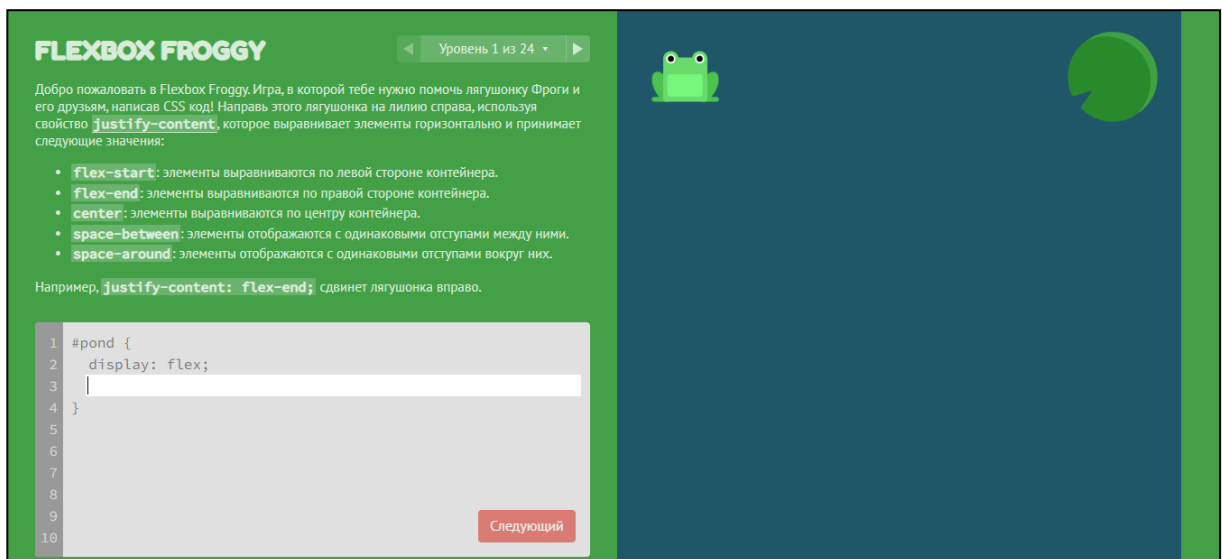 FLEXBOX FROGGY
Уровень 1 из 24
Добро пожаловать в Flexbox Froggy. Игра, в которой тебе нужно помочь лягушонку Фроги и
его друзьям, написав CSS код! Направь этого лягушонка на лилию справа, используя
свойство justify-content, которое выравнивает элементы горизонтально и принимает
следующие значения:
• flex-start: элементы выравниваются по левой стороне контейнера.
• flex-end: элементы выравниваются по правой стороне контейнера.
• center: элементы выравниваются по центру контейнера.
• space-between: элементы отображаются с одинаковыми отступами между ними.
• space-around: элементы отображаются с одинаковыми отступами вокруг них.
Например, justify-content: flex-end; сдвинет лягушонка вправо.
1 #pond {
2 display: flex;
3
4 }
5
6
7
8
9
10
Следующий